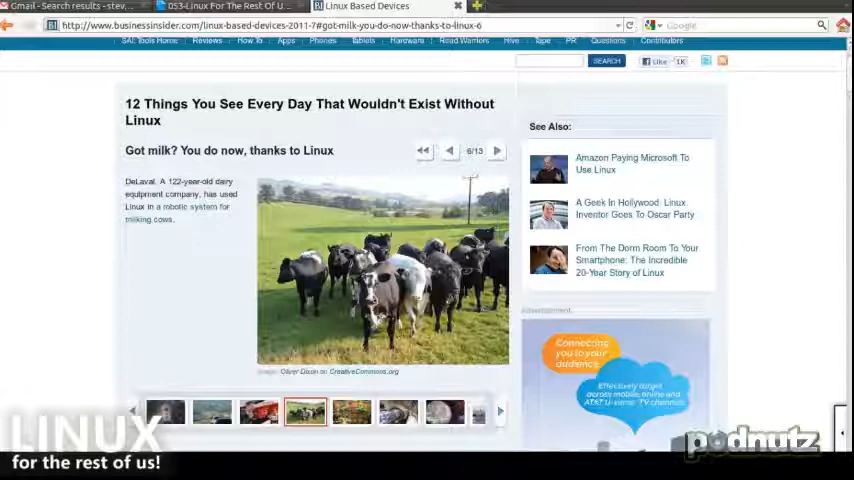 Gmail - Search results - stev...
053-Linux For The Rest Of U...
Linux Based Devices
http://www.businessinsider.com/linux-based-devices-2011-7#got-milk-you-do-now-thanks-to-linux-6
Google
SAI: Tools Home
Reviews
How To
Apps
Phones
Tablets
Hardware
Road Warriors
Hive
Tape
PR
Questions
Contributors
SEARCH
Like
1K
12 Things You See Every Day That Wouldn't Exist Without
Linux
Got milk? You do now, thanks to Linux
6/13
DeLaval. A 122-year-old dairy
equipment company, has used
Linux in a robotic system for
milking cows.
Image: Oliver Dixon on CreativeCommons.org
See Also:
Amazon Paying Microsoft To
Use Linux
A Geek In Hollywood: Linux
Inventor Goes To Oscar Party
From The Dorm Room To Your
Smartphone: The Incredible
20-Year Story of Linux
Advertisement
Connecting
you to your
audience.
Effectively target
across mobile, online and
AT&T U-verse TV channels.
LINUX
for the rest of us!
podnutz